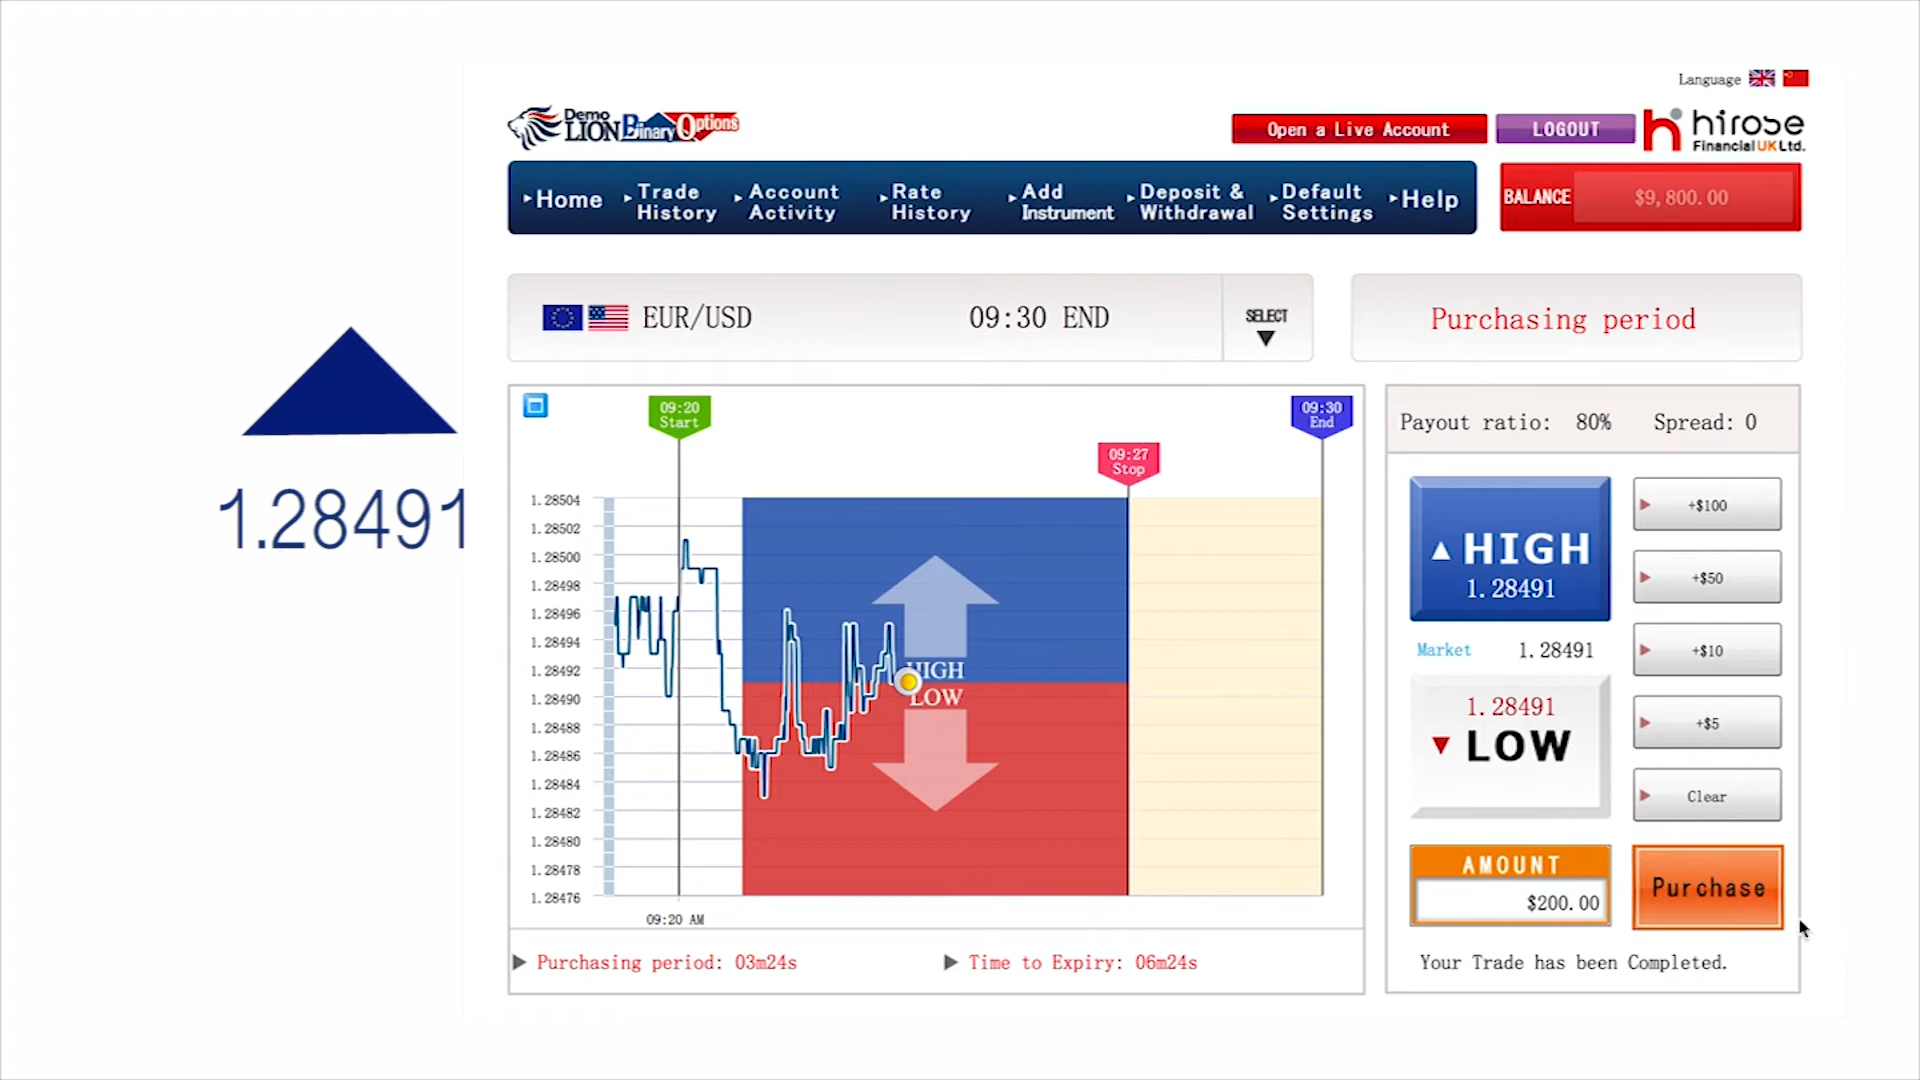 Language
Demo
LION Binary Options
Open a Live Account
LOGOUT
hirose
Financial UK Ltd.
Home
Trade History
Account Activity
Rate History
Add Instrument
Deposit & Withdrawal
Default Settings
Help
BALANCE
$9,800.00
EUR/USD
09:30 END
SELECT
Purchasing period
1.28491
09:20
Start
09:30
End
09:27
Stop
1.28504
1.28502
1.28500
1.28498
1.28496
1.28494
1.28492
1.28490
1.28488
1.28486
1.28484
1.28482
1.28480
1.28478
1.28476
HIGH
LOW
09:20 AM
Purchasing period: 03m24s
Time to Expiry: 06m24s
Payout ratio: 80%
Spread: 0
HIGH
1.28491
Market 1.28491
1.28491
LOW
+$100
+$50
+$10
+$5
Clear
AMOUNT
$200.00
Purchase
Your Trade has been Completed.